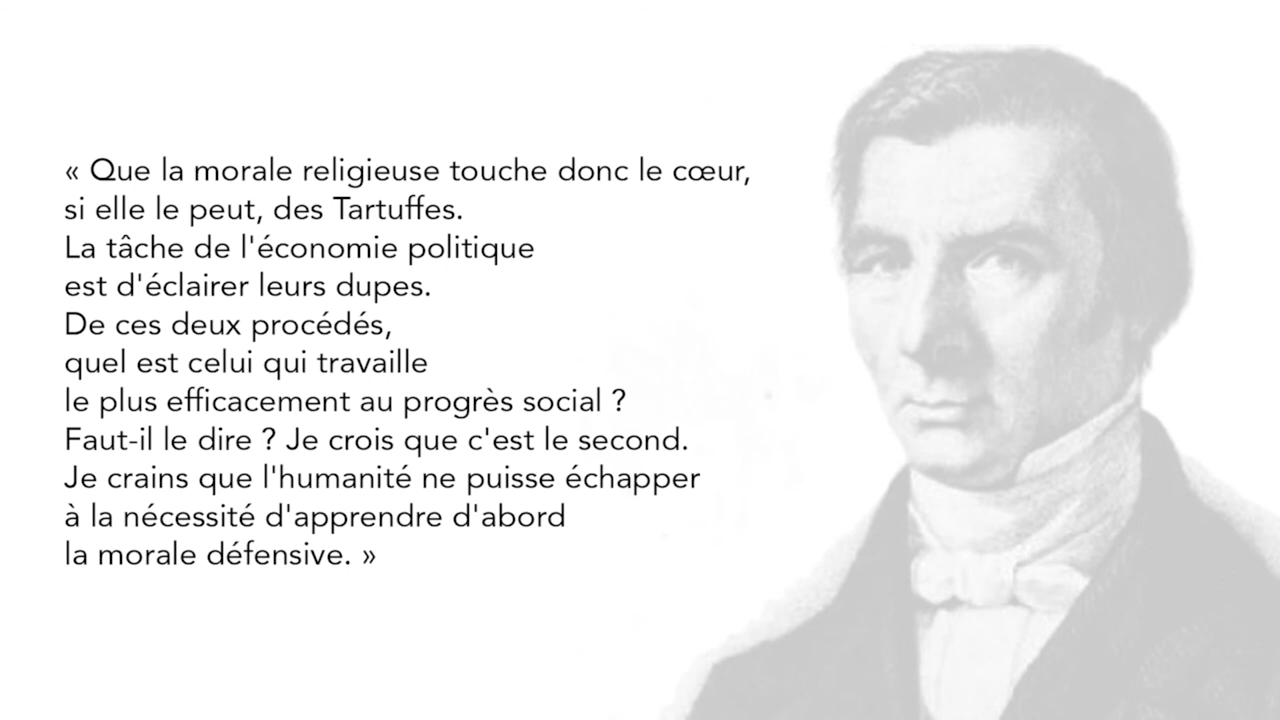 « Que la morale religieuse touche donc le cœur,
si elle le peut, des Tartuffes.
La tâche de l'économie politique
est d'éclairer leurs dupes.
De ces deux procédés,
quel est celui qui travaille
le plus efficacement au progrès social ?
Faut-il le dire ? Je crois que c'est le second.
Je crains que l'humanité ne puisse échapper
à la nécessité d'apprendre d'abord
la morale défensive. »